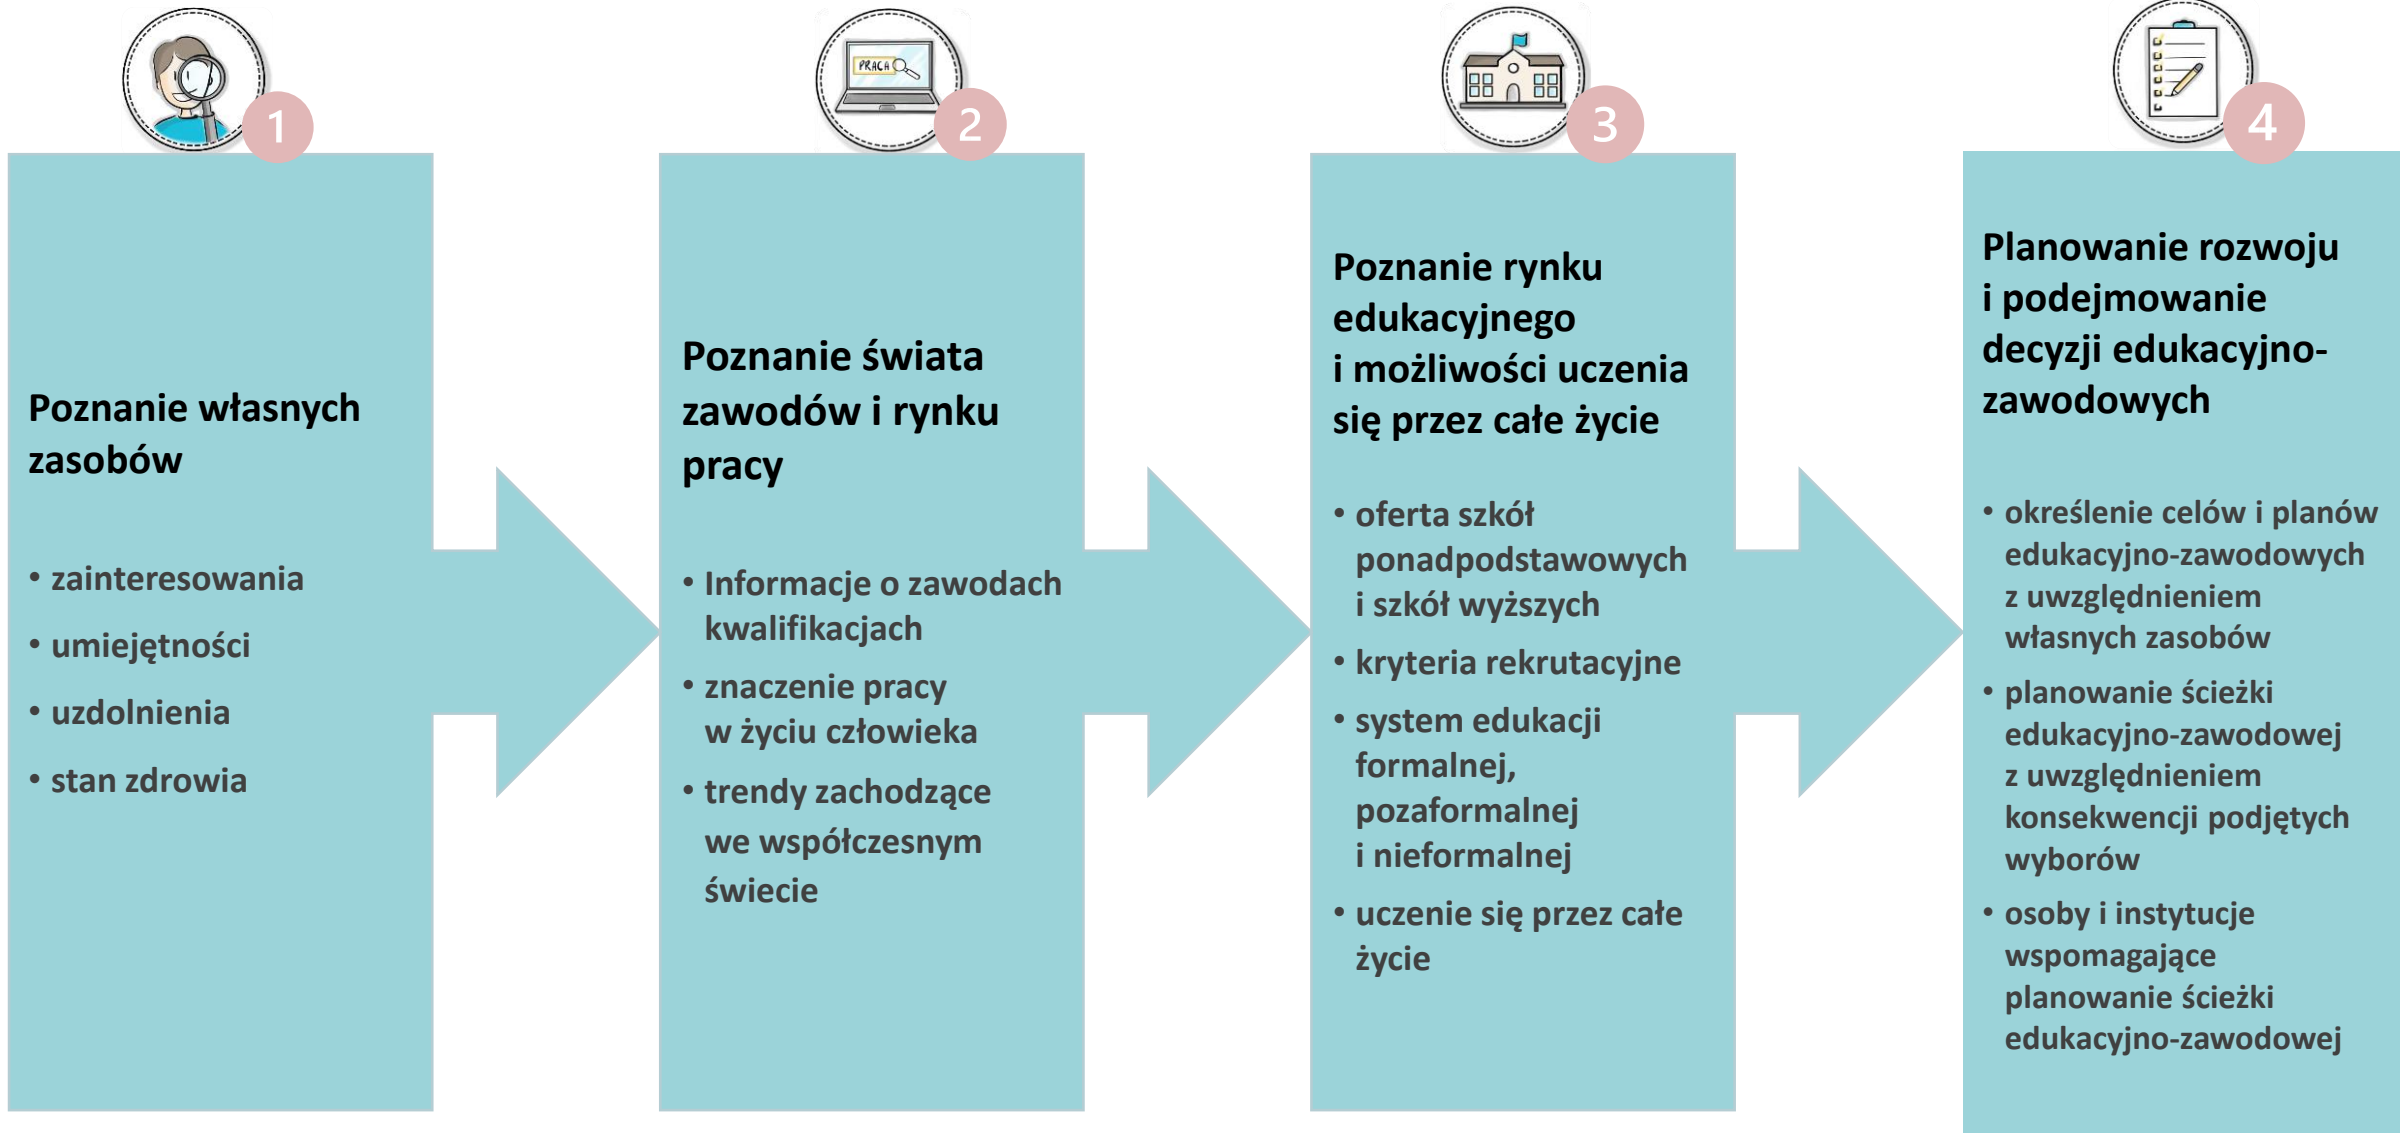 1
Poznanie własnych
zasobów
• zainteresowania
• umiejętności
• uzdolnienia
• stan zdrowia
PRACA
2
Poznanie świata
zawodów i rynku
pracy
• Informacje o zawodach
kwalifikacjach
• znaczenie pracy
w życiu człowieka
• trendy zachodzące
we współczesnym
świecie
3
Poznanie rynku
edukacyjnego
i możliwości uczenia
się przez całe życie
• oferta szkół
ponadpodstawowych
i szkół wyższych
• kryteria rekrutacyjne
• system edukacji
formalnej,
pozaformalnej
i nieformalnej
• uczenie się przez całe
życie
4
Planowanie rozwoju
i podejmowanie
decyzji edukacyjno-
zawodowych
• określenie celów i planów
edukacyjno-zawodowych
z uwzględnieniem
własnych zasobów
• planowanie ścieżki
edukacyjno-zawodowej
z uwzględnieniem
konsekwencji podjętych
wyborów
• osoby i instytucje
wspomagające
planowanie ścieżki
edukacyjno-zawodowej